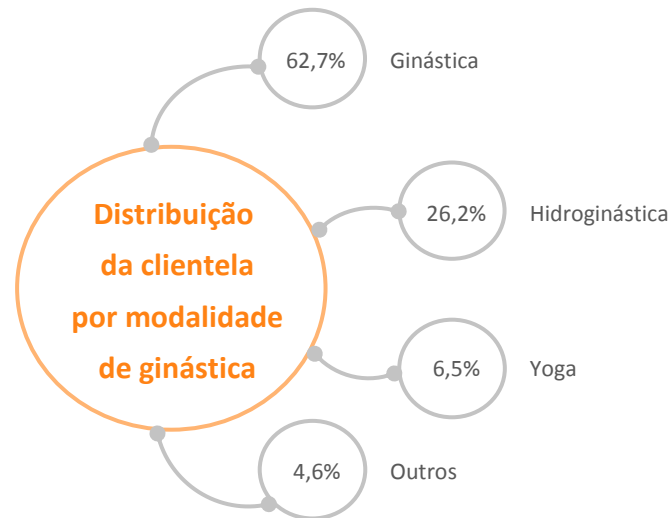 62,7% Ginástica
Distribuição
da clientela
por modalidade
de ginástica
26,2% Hidroginástica
6,5% Yoga
4,6% Outros